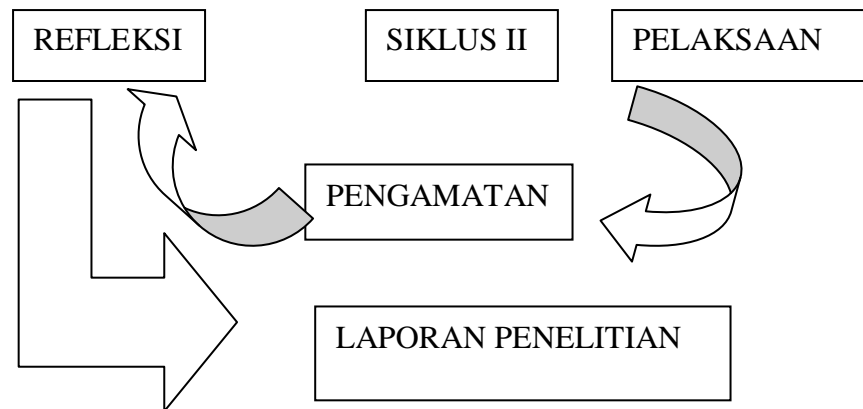 REFLEKSI
SIKLUS II
PELAKSAAN
PENGAMATAN
LAPORAN PENELITIAN